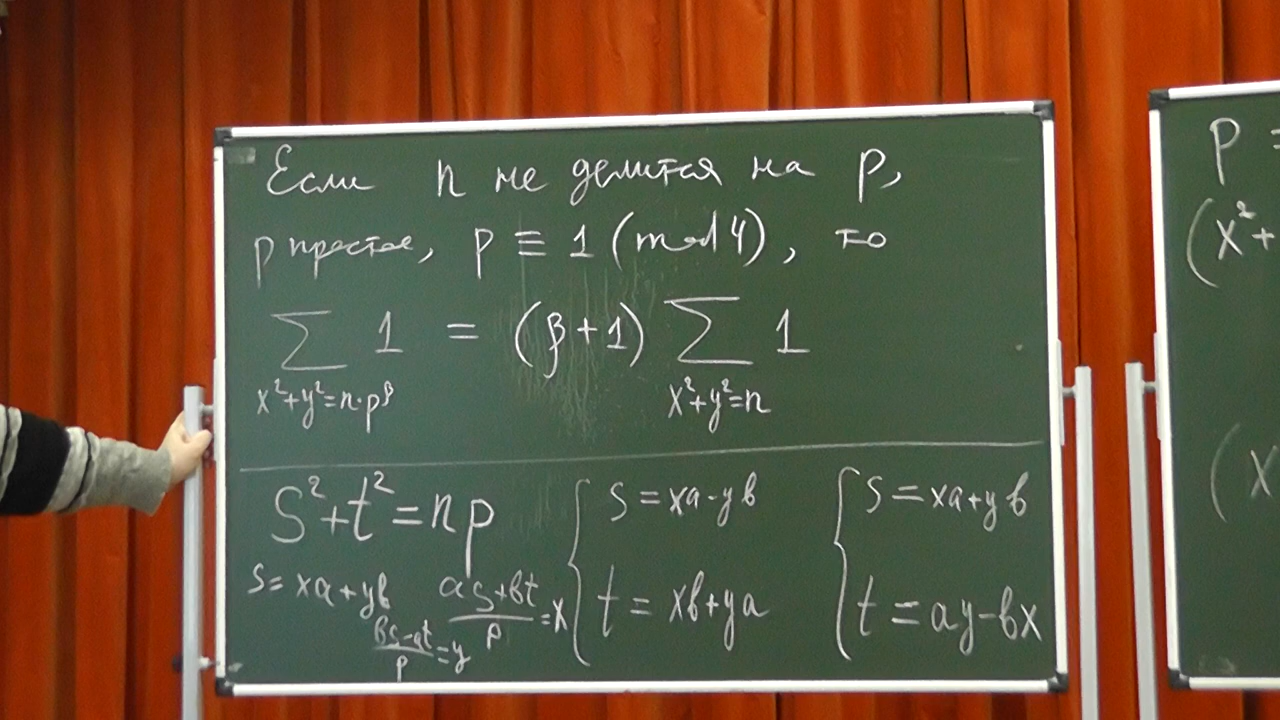 Если n не делится на p,
p простое, p ≡ 1 (mod 4), то
∑ 1 = (β+1) ∑ 1
x²+y²=n·p^β x²+y²=n
S²+t²=np
s = xa+yb
as+bt/p = x
bs-at/p = y
{ S = xa-yb
t = xb+ya
{ S = xa+yb
t = ay-bx
P =
(x²+
(x